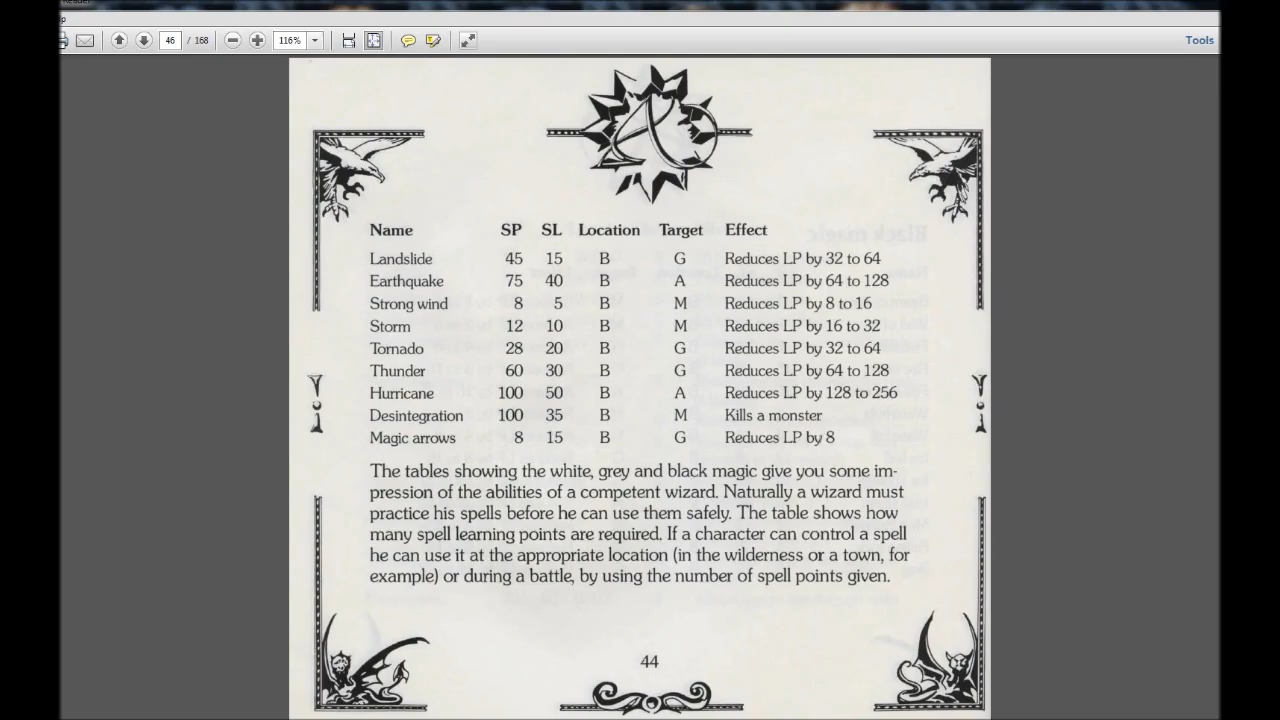 46 / 168
116%
Tools
Name SP SL Location Target Effect
Landslide 45 15 B G Reduces LP by 32 to 64
Earthquake 75 40 B A Reduces LP by 64 to 128
Strong wind 8 5 B M Reduces LP by 8 to 16
Storm 12 10 B M Reduces LP by 16 to 32
Tornado 28 20 B G Reduces LP by 32 to 64
Thunder 60 30 B G Reduces LP by 64 to 128
Hurricane 100 50 B A Reduces LP by 128 to 256
Desintegration 100 35 B M Kills a monster
Magic arrows 8 15 B G Reduces LP by 8
The tables showing the white, grey and black magic give you some im-
pression of the abilities of a competent wizard. Naturally a wizard must
practice his spells before he can use them safely. The table shows how
many spell learning points are required. If a character can control a spell
he can use it at the appropriate location (in the wilderness or a town, for
example) or during a battle, by using the number of spell points given.
44